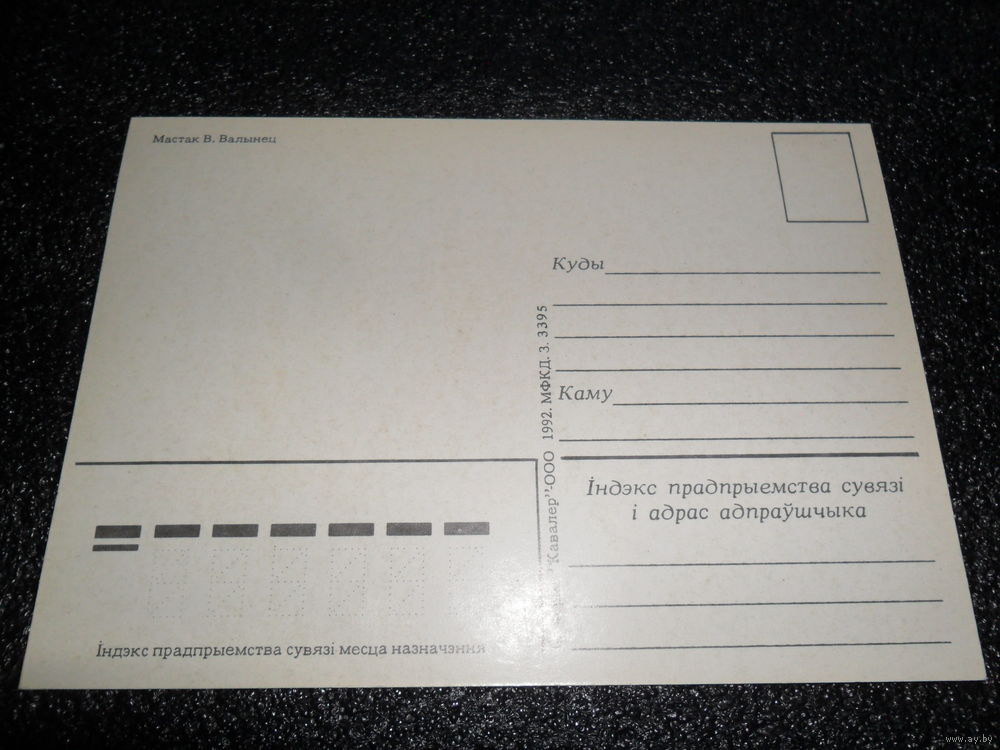 Мастак В. Валынец
Куды
Каму
Індэкс прадпрыемства сувязі
і адрас адпраўшчыка
"Кавалер"-ООО 1992. МФКД. З. 3395
Індэкс прадпрыемства сувязі месца назначэння
www.ay.by